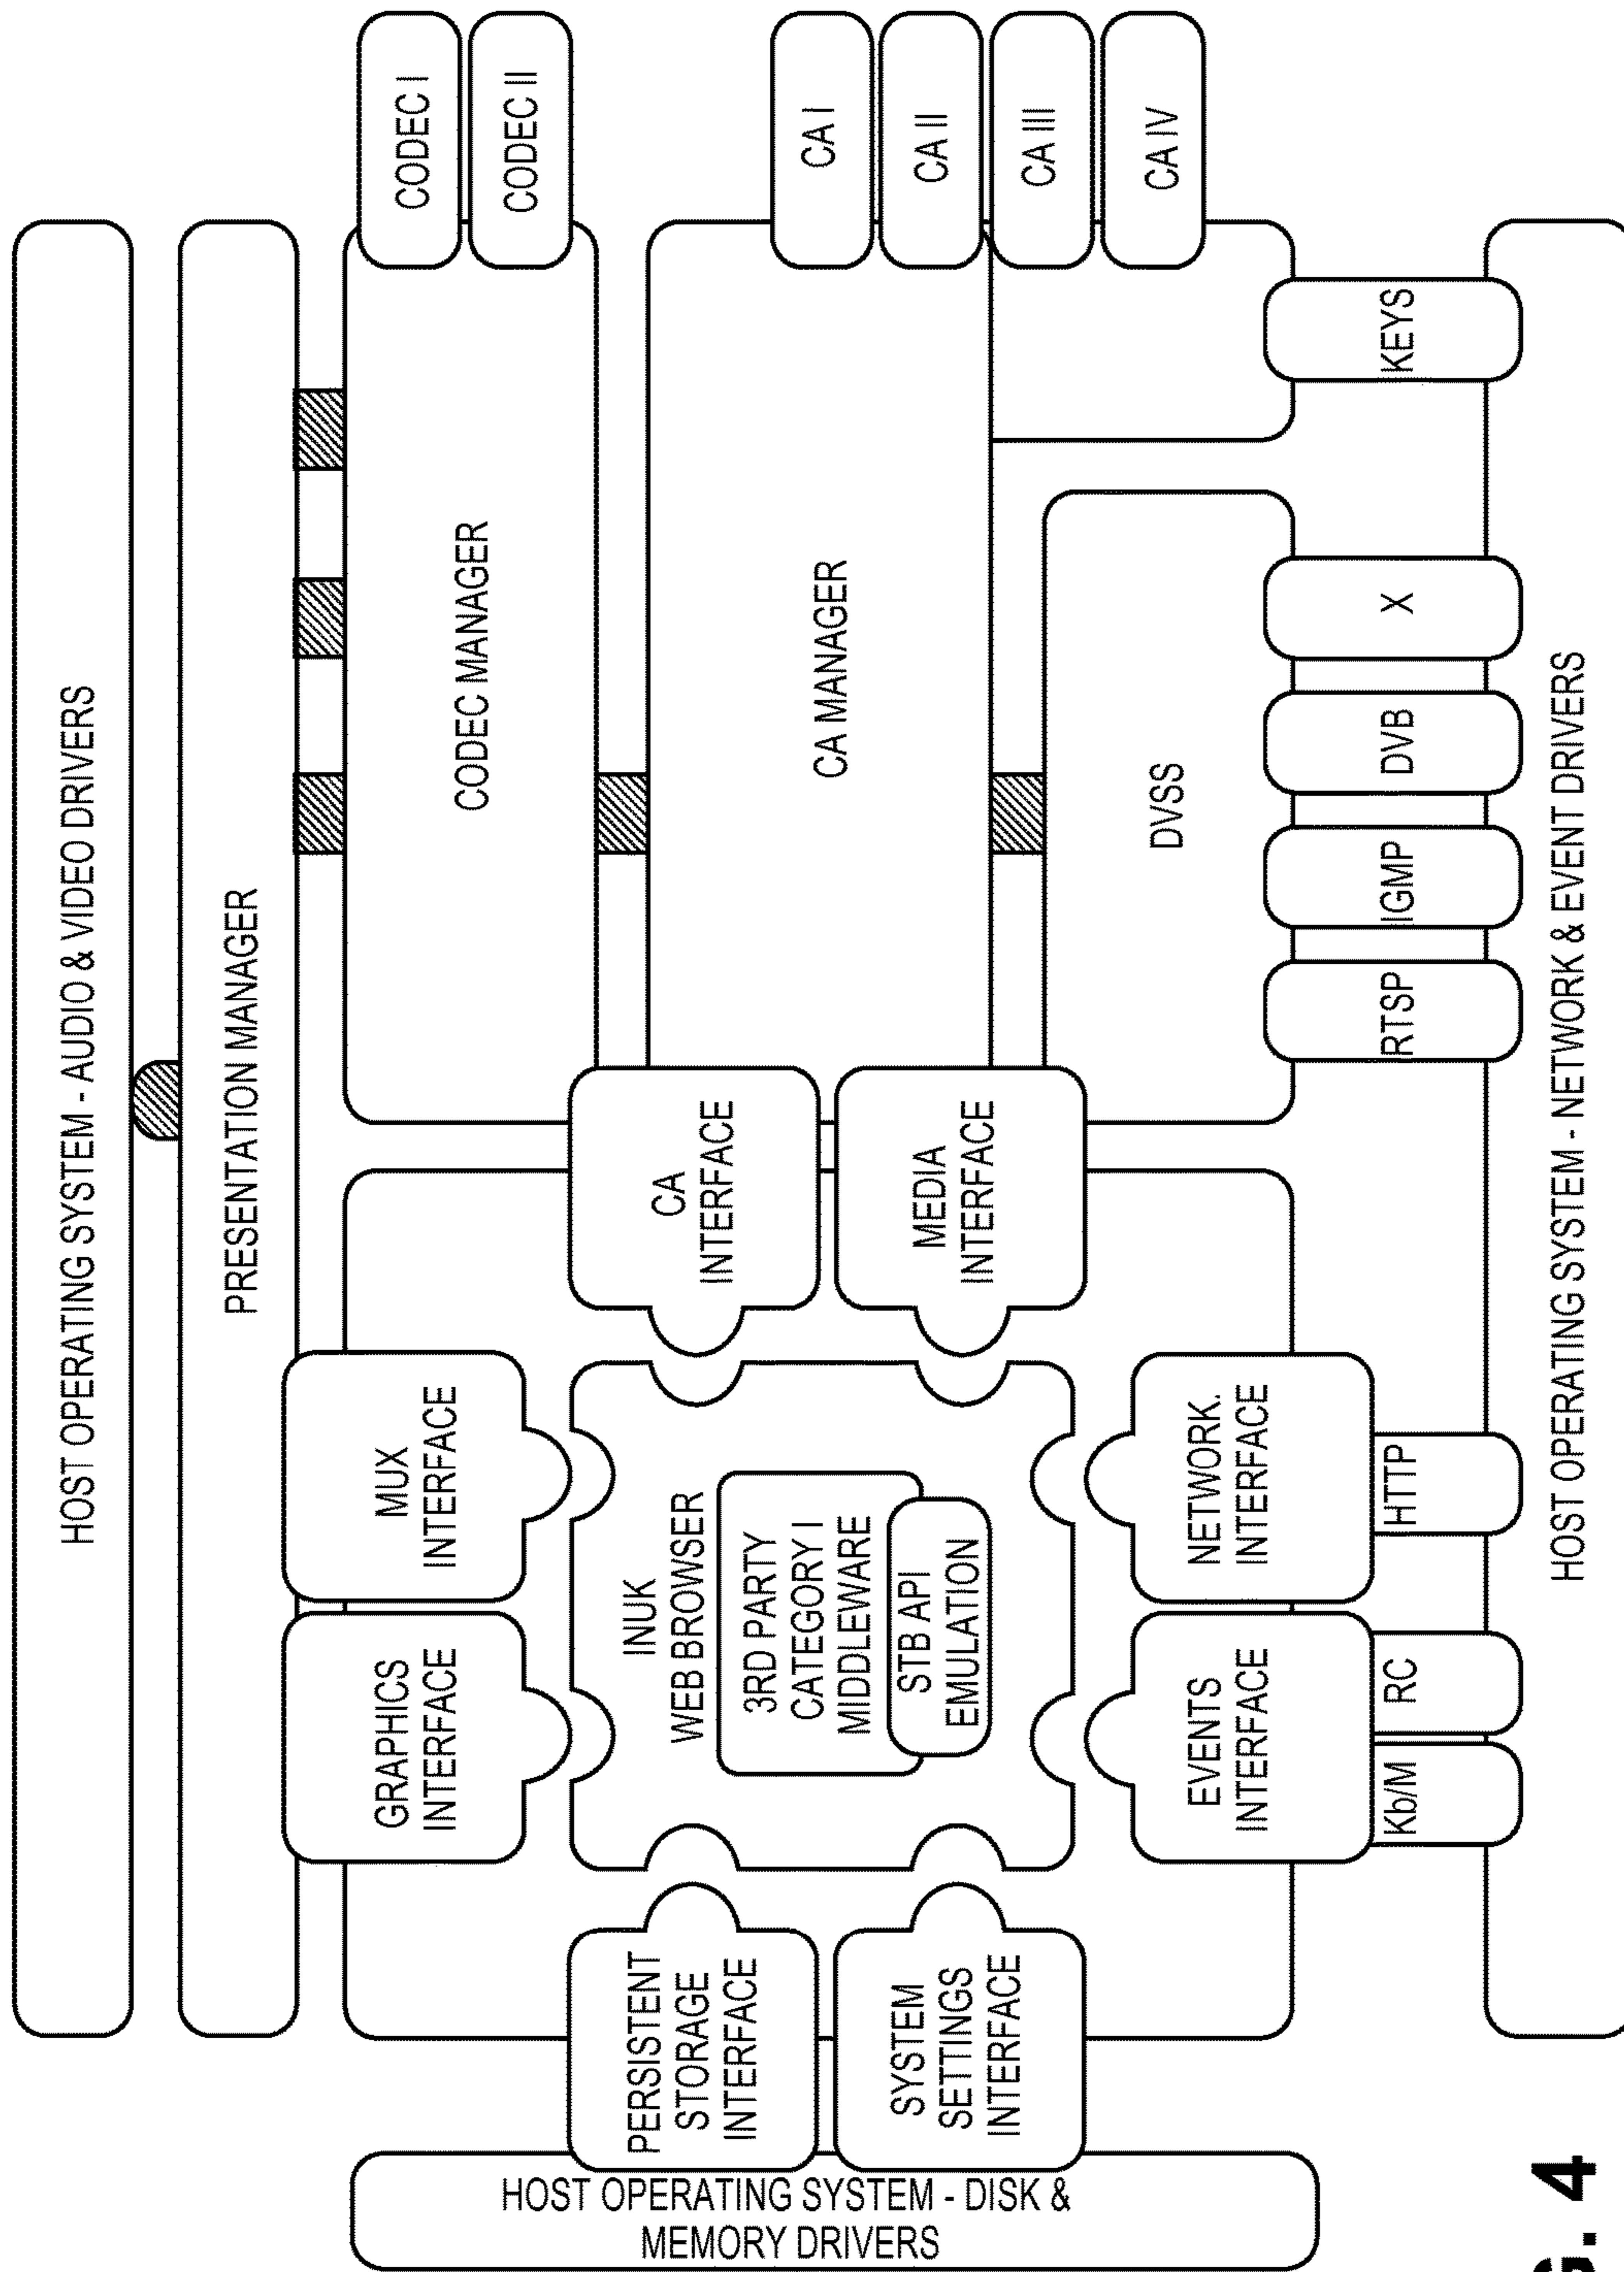 HOST OPERATING SYSTEM - AUDIO & VIDEO DRIVERS
PRESENTATION MANAGER
GRAPHICS
INTERFACE
MUX
INTERFACE
CODEC MANAGER
CODEC I
CODEC II
PERSISTENT
STORAGE
INTERFACE
SYSTEM
SETTINGS
INTERFACE
INUK
WEB BROWSER
3RD PARTY
CATEGORY I
MIDDLEWARE
STB API
EMULATION
CA
INTERFACE
MEDIA
INTERFACE
CA MANAGER
CA I
CA II
CA III
CA IV
DVSS
EVENTS
INTERFACE
NETWORK.
INTERFACE
Kb/M
RC
HTTP
RTSP
IGMP
DVB
X
KEYS
HOST OPERATING SYSTEM - DISK &
MEMORY DRIVERS
HOST OPERATING SYSTEM - NETWORK & EVENT DRIVERS
G. 4